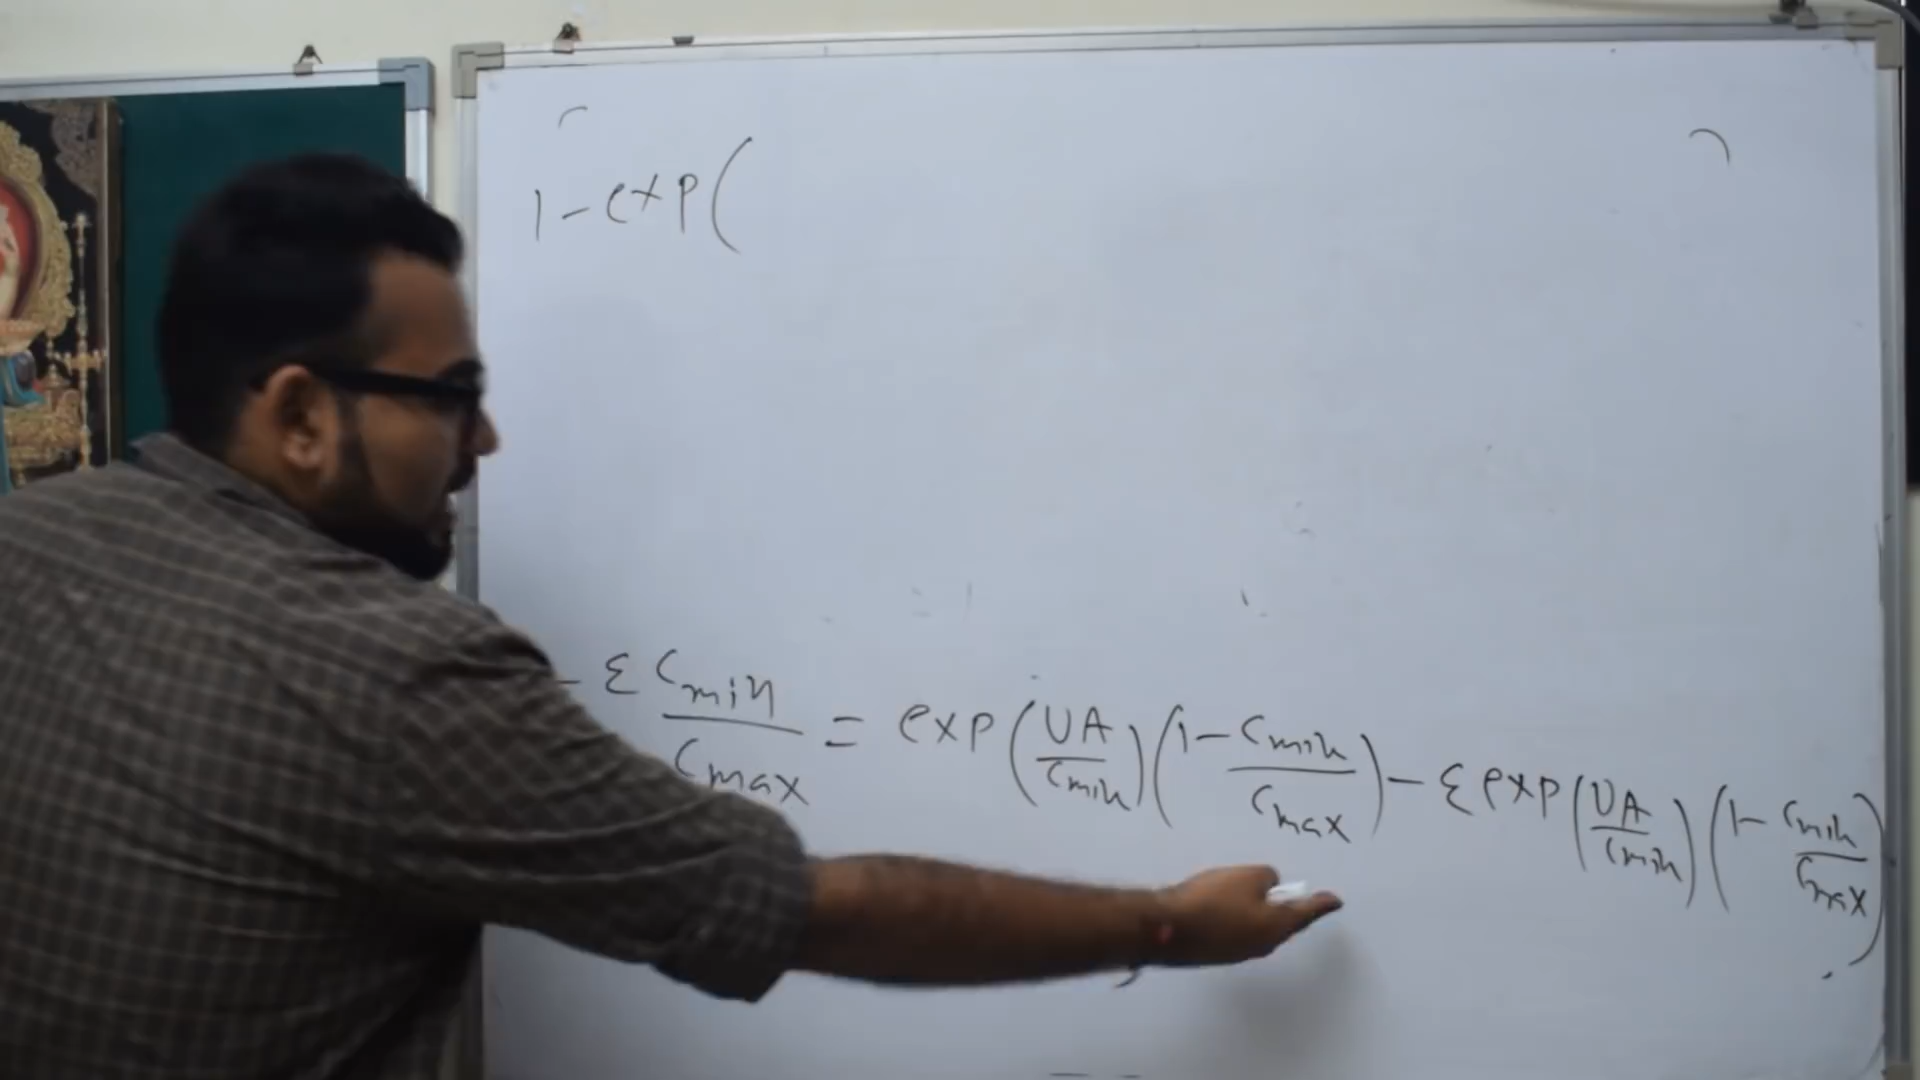 1 - exp(
- ε Cmin/Cmax = exp(UA/Cmin)(1 - Cmin/Cmax) - ε exp(UA/Cmin)(1 - Cmin/Cmax)